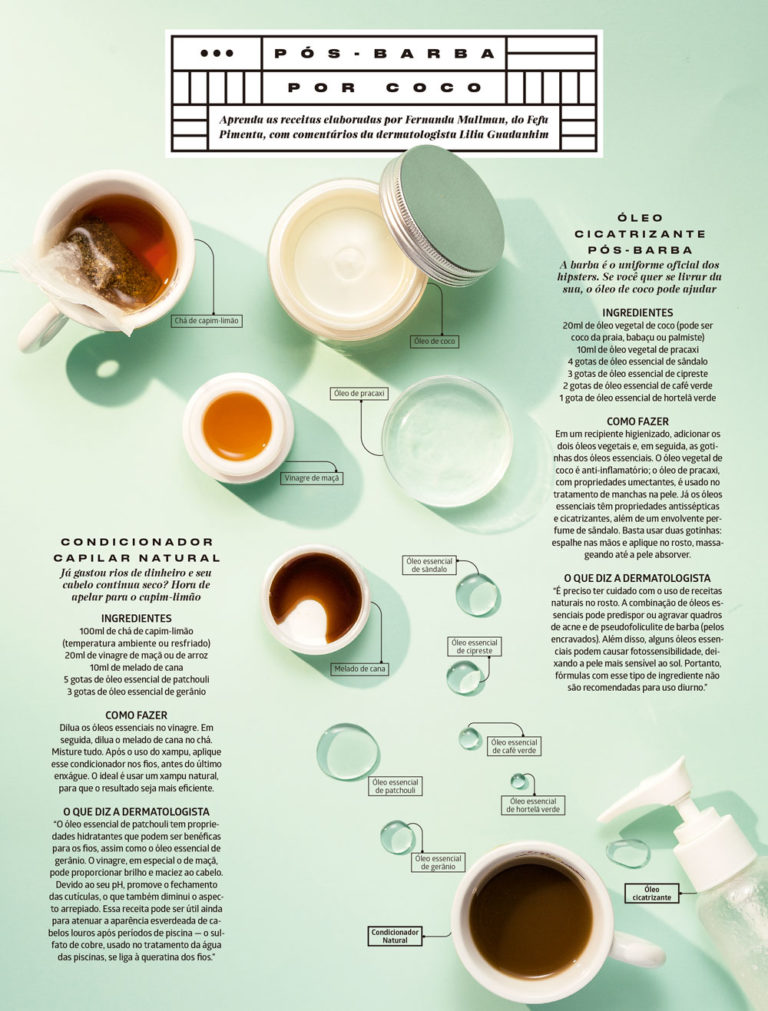 PÓS-BARBA
POR COCO
Aprenda as receitas elaboradas por Fernanda Mallman, do Fefa
Pimenta, com comentários da dermatologista Lilia Guadanhim
Chá de capim-limão
Óleo de coco
Óleo de pracaxi
Vinagre de maçã
ÓLEO
CICATRIZANTE
PÓS-BARBA
A barba é o uniforme oficial dos
hipsters. Se você quer se livrar da
sua, o óleo de coco pode ajudar
INGREDIENTES
20ml de óleo vegetal de coco (pode ser
coco da praia, babaçu ou palmiste)
10ml de óleo vegetal de pracaxi
4 gotas de óleo essencial de sândalo
3 gotas de óleo essencial de cipreste
2 gotas de óleo essencial de café verde
1 gota de óleo essencial de hortelã verde
COMO FAZER
Em um recipiente higienizado, adicionar os
dois óleos vegetais e, em seguida, as goti-
nhas dos óleos essenciais. O óleo vegetal de
coco é anti-inflamatório; o óleo de pracaxi,
com propriedades umectantes, é usado no
tratamento de manchas na pele. Já os óleos
essenciais têm propriedades antissépticas
e cicatrizantes, além de um envolvente per-
fume de sândalo. Basta usar duas gotinhas:
espalhe nas mãos e aplique no rosto, massa-
geando até a pele absorver.
O QUE DIZ A DERMATOLOGISTA
"É preciso ter cuidado com o uso de receitas
naturais no rosto. A combinação de óleos es-
senciais pode predispor ou agravar quadros
de acne e de pseudofoliculite de barba (pelos
encravados). Além disso, alguns óleos essen-
ciais podem causar fotossensibilidade, dei-
xando a pele mais sensível ao sol. Portanto,
fórmulas com esse tipo de ingrediente não
são recomendadas para uso diurno."
CONDICIONADOR
CAPILAR NATURAL
Já gastou rios de dinheiro e seu
cabelo continua seco? Hora de
apelar para o capim-limão
INGREDIENTES
100ml de chá de capim-limão
(temperatura ambiente ou resfriado)
20ml de vinagre de maçã ou de arroz
10ml de melado de cana
5 gotas de óleo essencial de patchouli
3 gotas de óleo essencial de gerânio
COMO FAZER
Dilua os óleos essenciais no vinagre. Em
seguida, dilua o melado de cana no chá.
Misture tudo. Após o uso do xampu, aplique
esse condicionador nos fios, antes do último
enxágue. O ideal é usar um xampu natural,
para que o resultado seja mais eficiente.
O QUE DIZ A DERMATOLOGISTA
"O óleo essencial de patchouli tem proprie-
dades hidratantes que podem ser benéficas
para os fios, assim como o óleo essencial de
gerânio. O vinagre, em especial o de maçã,
pode proporcionar brilho e maciez ao cabelo.
Devido ao seu pH, promove o fechamento
das cutículas, o que também diminui o aspec-
to arrepiado. Essa receita pode ser útil ainda
para atenuar a aparência esverdeada de ca-
belos louros após períodos de piscina — o sul-
fato de cobre, usado no tratamento da água
das piscinas, se liga à queratina dos fios."
Óleo essencial
de sândalo
Óleo essencial
de cipreste
Melado de cana
Óleo essencial
de café verde
Óleo essencial
de patchouli
Óleo essencial
de hortelã verde
Óleo essencial
de gerânio
Óleo
cicatrizante
Condicionador
Natural